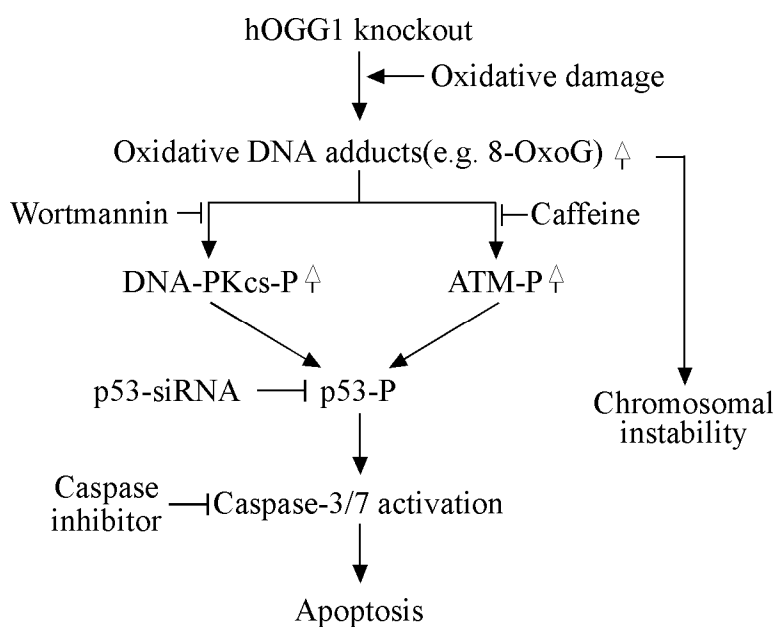 hOGG1 knockout
Oxidative damage
Oxidative DNA adducts(e.g. 8-OxoG)
Wortmannin
Caffeine
DNA-PKcs-P
ATM-P
p53-siRNA
p53-P
Chromosomal
instability
Caspase
inhibitor
Caspase-3/7 activation
Apoptosis